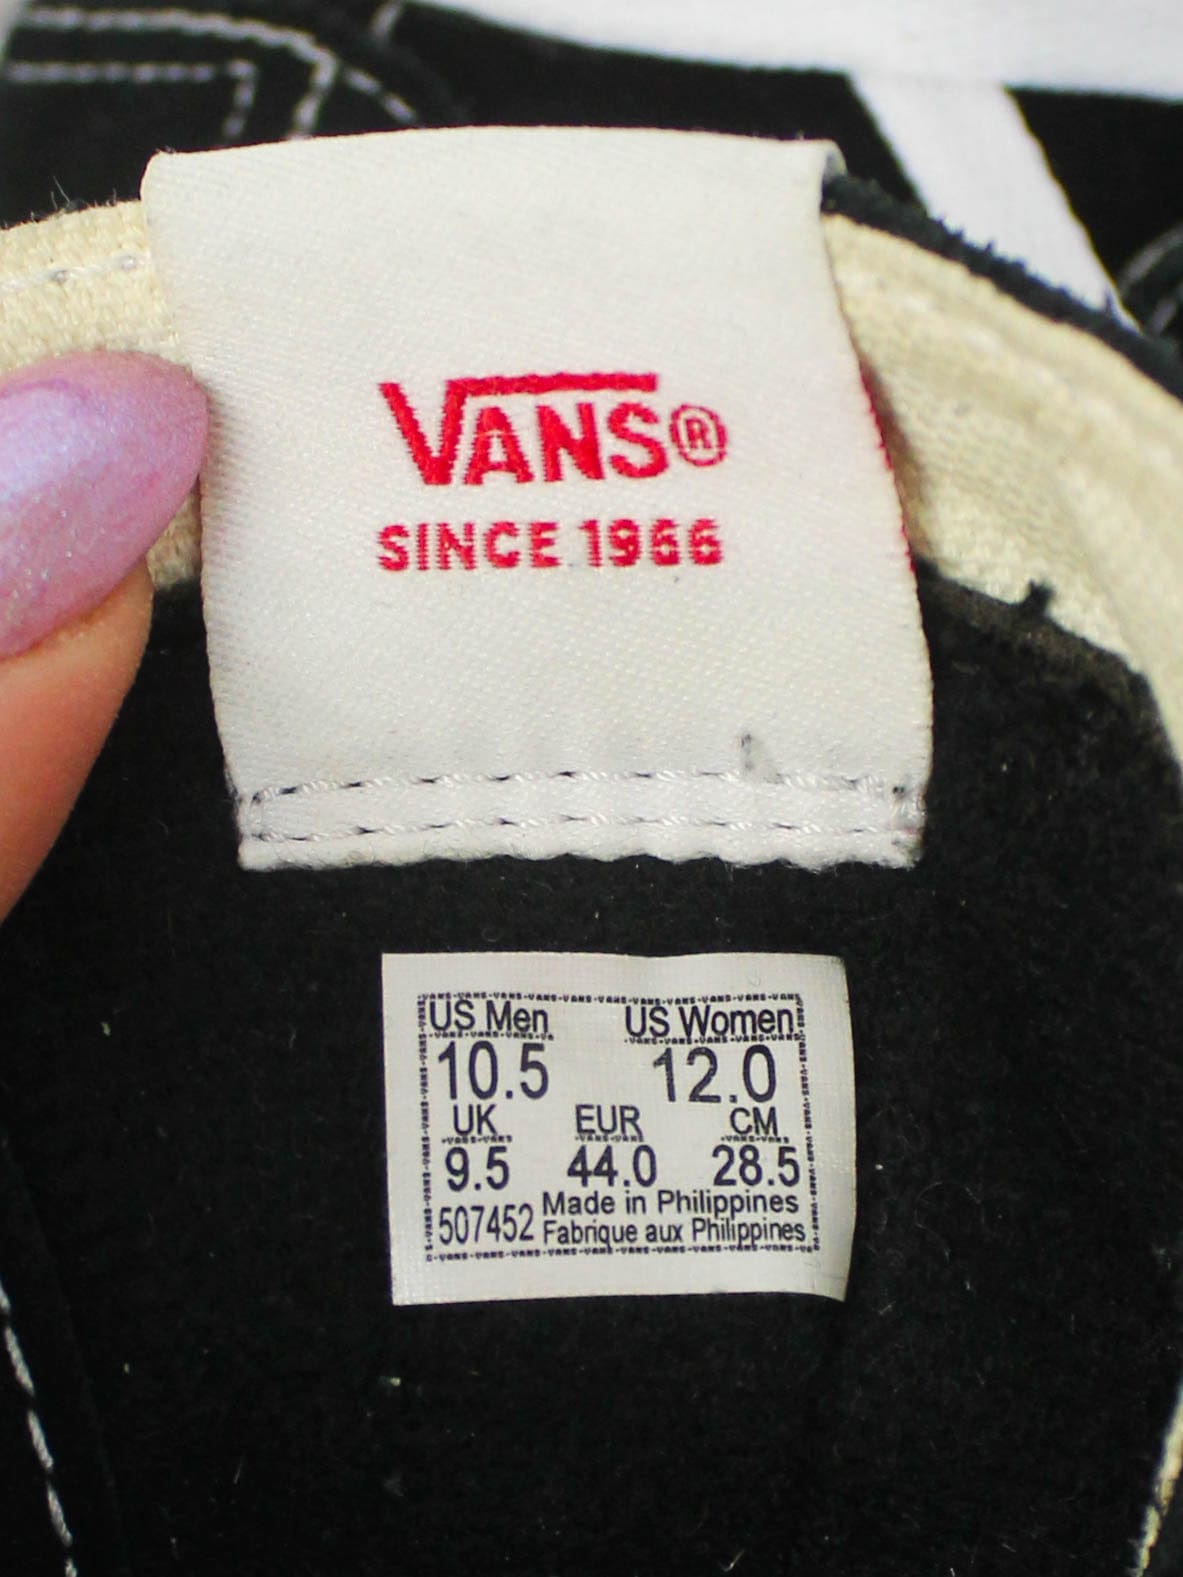 VANS®
SINCE 1966
US Men US Women
10.5 12.0
UK EUR CM
9.5 44.0 28.5
507452 Made in Philippines
Fabrique aux Philippines